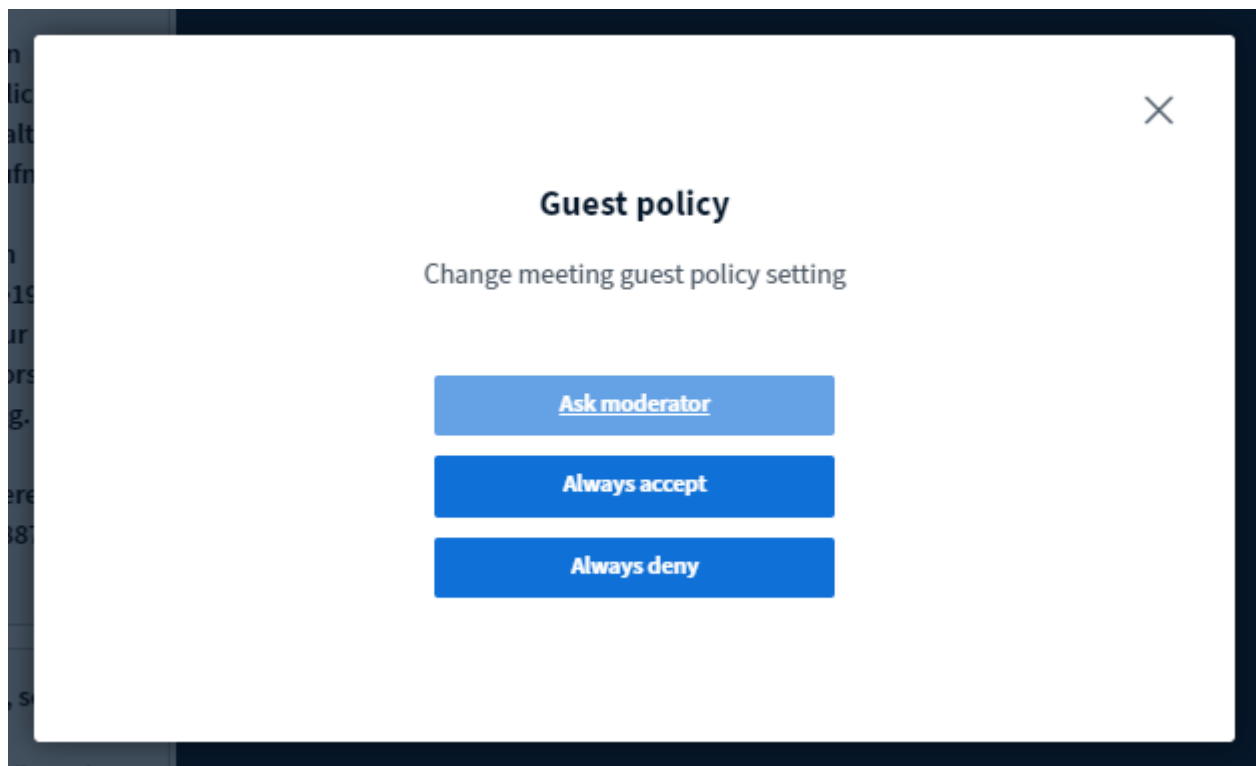 Guest policy
Change meeting guest policy setting
Ask moderator
Always accept
Always deny